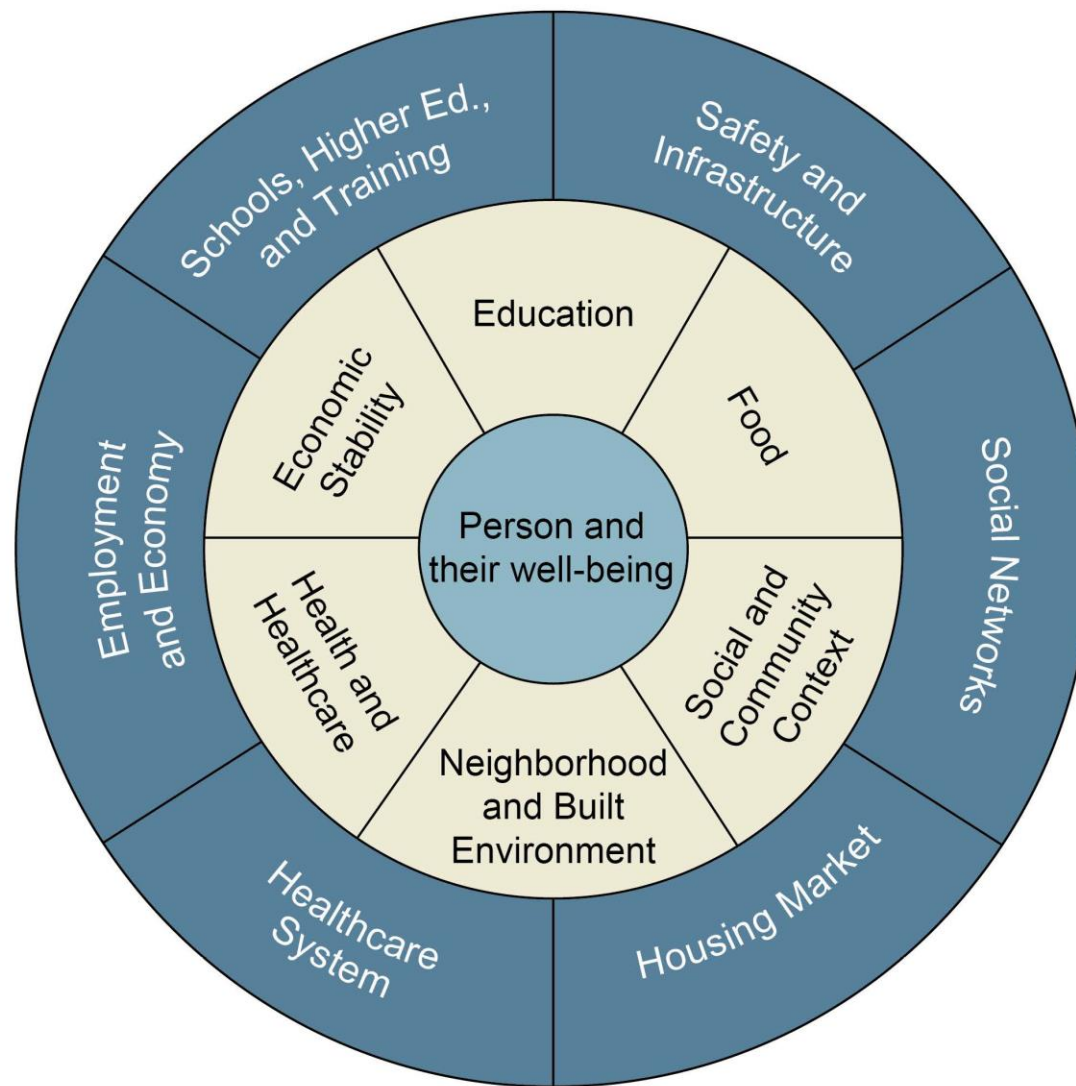 Schools, Higher Ed.,
and Training
Safety and
Infrastructure
Employment
and Economy
Social Networks
Healthcare
System
Housing Market
Education
Economic
Stability
Food
Health and
Healthcare
Social and
Community
Context
Neighborhood
and Built
Environment
Person and
their well-being